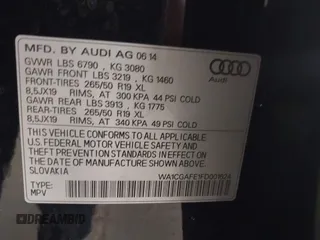 MFD. BY AUDI AG 06 14
GVWR LBS 6790 , KG 3080
GAWR FRONT LBS 3219 , KG 1460
FRONT-TIRES: 265/50 R19 XL
8,5JX19 RIMS, AT 300 KPA 44 PSI COLD
GAWR REAR LBS 3913 , KG 1775
REAR-TIRES: 265/50 R19 XL
8,5JX19 RIMS, AT 340 KPA 49 PSI COLD
Audi
THIS VEHICLE CONFORMS TO ALL APPLICABLE
U.S. FEDERAL MOTOR VEHICLE SAFETY, BUMPER
AND THEFT PREVENTION STANDARDS IN EFFECT ON THE
DATE OF MANUFACTURE SHOWN ABOVE.
SLOVAKIA
TYPE:
MPV
DREAMBID